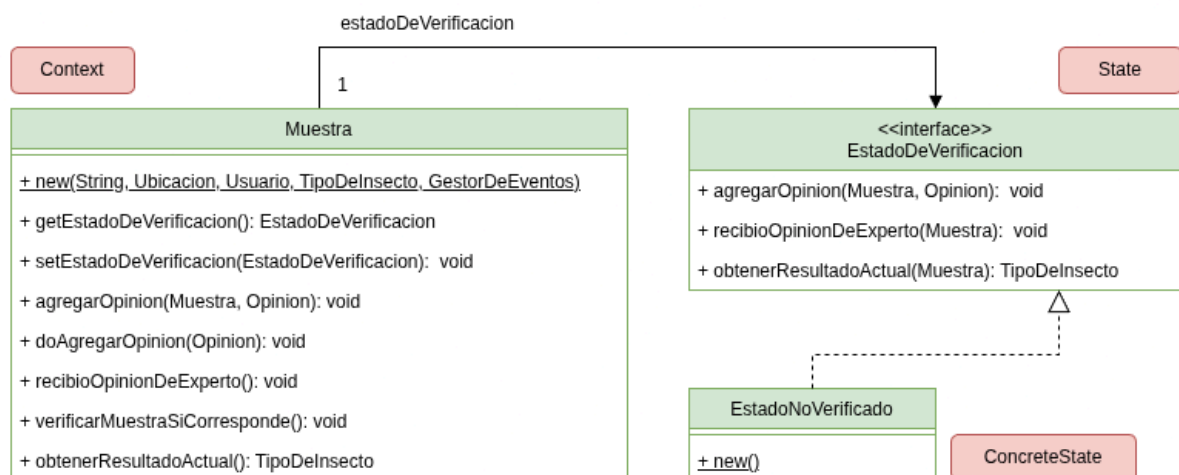 estadoDeVerificacion
Context
1
State
Muestra
+ new(String, Ubicacion, Usuario, TipoDeInsecto, GestorDeEventos)
+ getEstadoDeVerificacion(): EstadoDeVerificacion
+ setEstadoDeVerificacion(EstadoDeVerificacion):  void
+ agregarOpinion(Muestra, Opinion): void
+ doAgregarOpinion(Opinion): void
+ recibioOpinionDeExperto(): void
+ verificarMuestraSiCorresponde(): void
+ obtenerResultadoActual(): TipoDeInsecto
<<interface>>
EstadoDeVerificacion
+ agregarOpinion(Muestra, Opinion):  void
+ recibioOpinionDeExperto(Muestra):  void
+ obtenerResultadoActual(Muestra): TipoDeInsecto
EstadoNoVerificado
+ new()
ConcreteState